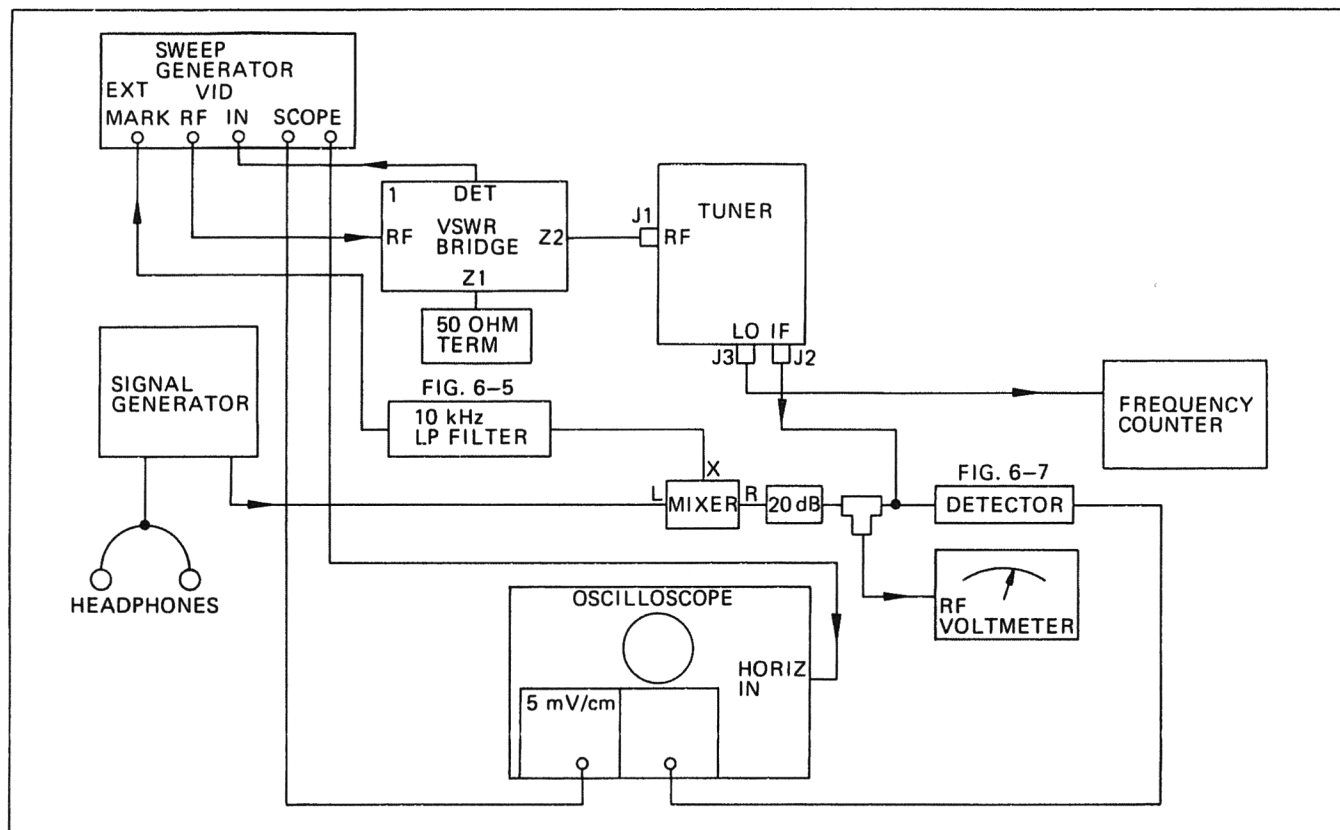 SWEEP
GENERATOR
EXT VID
MARK RF IN SCOPE
1 DET
RF VSWR
BRIDGE Z2
Z1
50 OHM
TERM
TUNER
J1
RF
LO IF
J3 J2
SIGNAL
GENERATOR
FIG. 6–5
10 kHz
LP FILTER
FREQUENCY
COUNTER
X
L MIXER R 20 dB
FIG. 6–7
DETECTOR
HEADPHONES
OSCILLOSCOPE
RF
VOLTMETER
HORIZ
IN
5 mV/cm